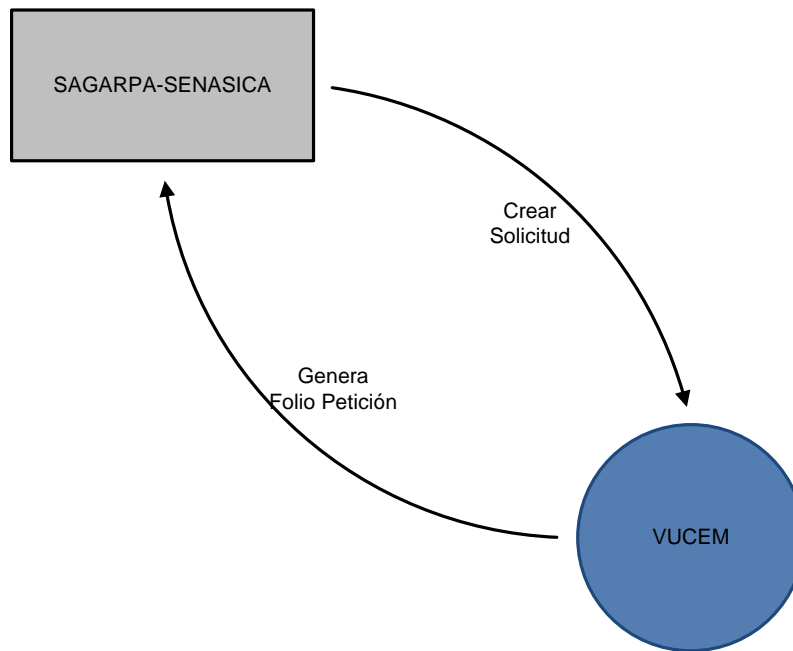 SAGARPA-SENASICA
Crear
Solicitud
Genera
Folio Petición
VUCEM